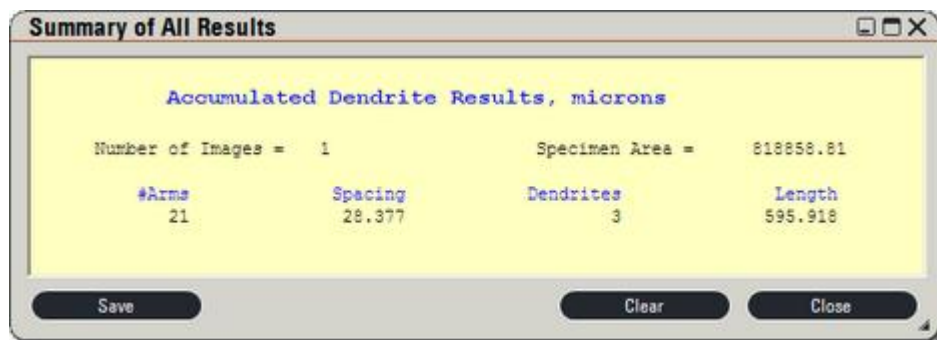 Summary of All Results
Accumulated Dendrite Results, microns
Number of Images = 1 Specimen Area = 818858.81
#Arms Spacing Dendrites Length
21 28.377 3 595.918
Save Clear Close